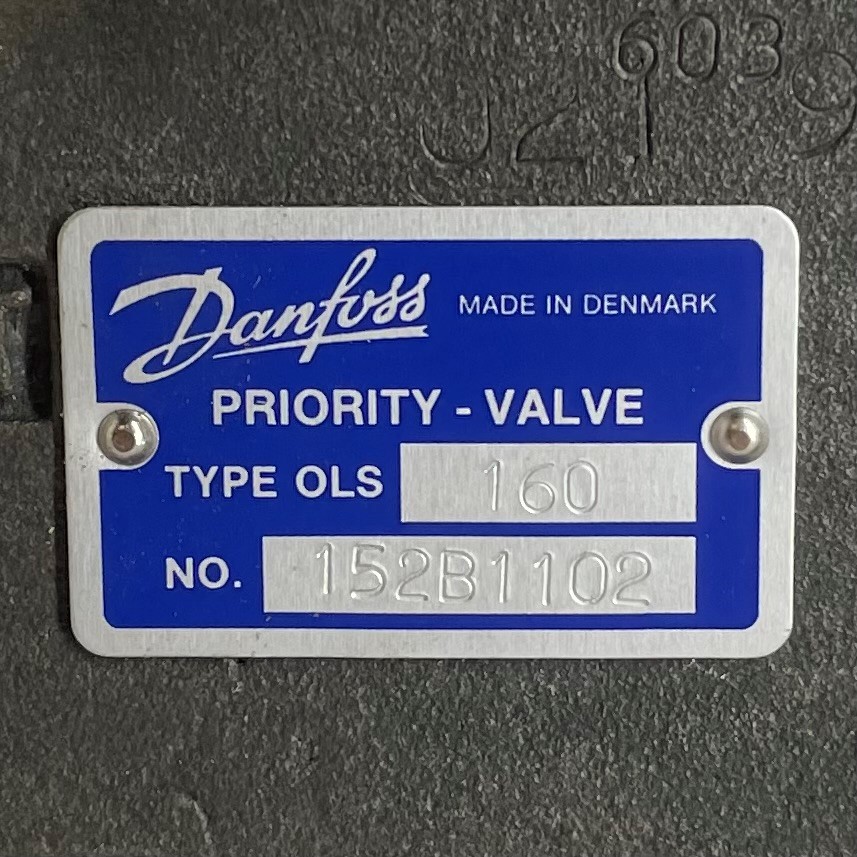 6039
J21
Danfoss MADE IN DENMARK
PRIORITY - VALVE
TYPE OLS 160
NO. 152B1102